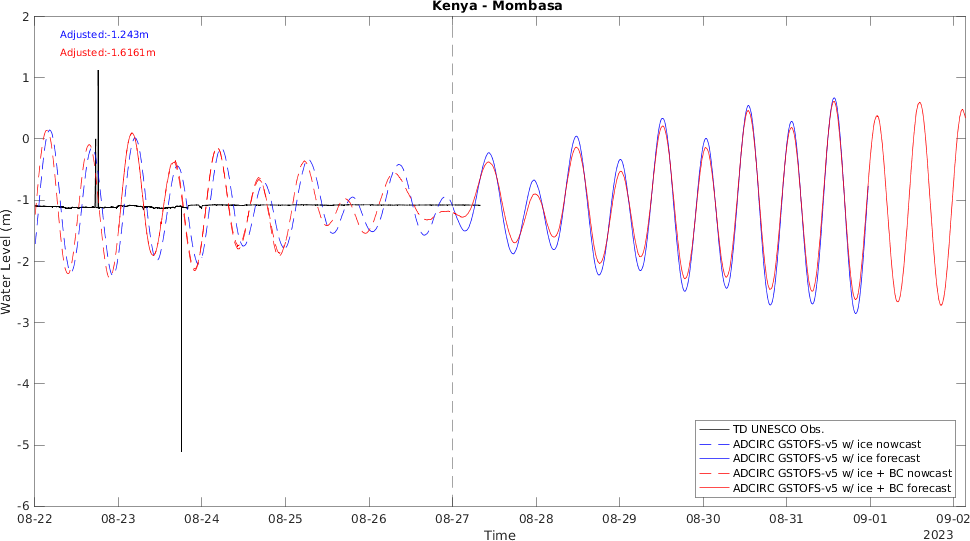 Kenya - Mombasa
Adjusted:-1.243m
Adjusted:-1.6161m
Water Level (m)
2
1
0
-1
-2
-3
-4
-5
-6
08-22 08-23 08-24 08-25 08-26 08-27 08-28 08-29 08-30 08-31 09-01 09-02
Time
2023
TD UNESCO Obs.
ADCIRC GSTOFS-v5 w/ ice nowcast
ADCIRC GSTOFS-v5 w/ ice forecast
ADCIRC GSTOFS-v5 w/ ice + BC nowcast
ADCIRC GSTOFS-v5 w/ ice + BC forecast